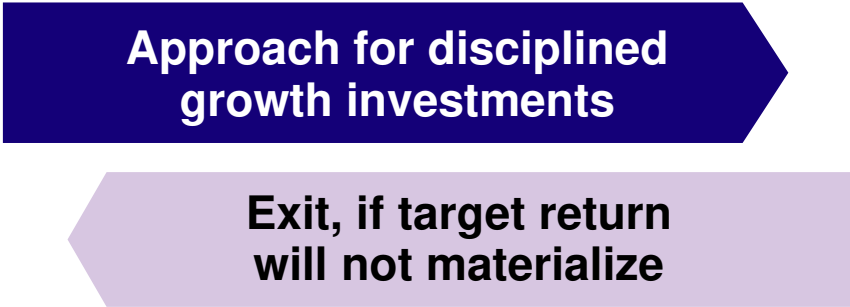 Approach for disciplined
growth investments
Exit, if target return
will not materialize